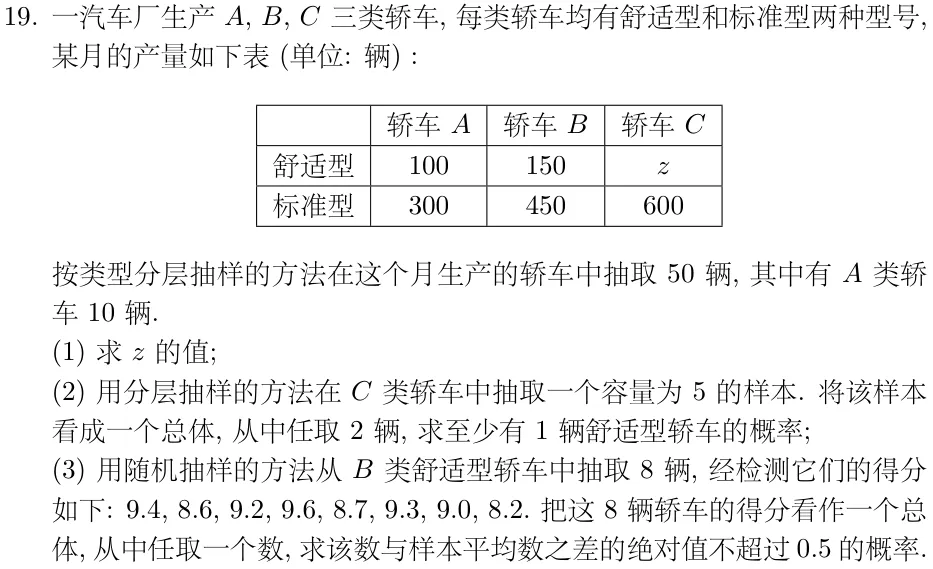 19. 一汽车厂生产 A, B, C 三类轿车, 每类轿车均有舒适型和标准型两种型号,
某月的产量如下表 (单位: 辆) :
轿车 A 轿车 B 轿车 C
舒适型 100 150 z
标准型 300 450 600
按类型分层抽样的方法在这个月生产的轿车中抽取 50 辆, 其中有 A 类轿
车 10 辆.
(1) 求 z 的值;
(2) 用分层抽样的方法在 C 类轿车中抽取一个容量为 5 的样本. 将该样本
看成一个总体, 从中任取 2 辆, 求至少有 1 辆舒适型轿车的概率;
(3) 用随机抽样的方法从 B 类舒适型轿车中抽取 8 辆, 经检测它们的得分
如下: 9.4, 8.6, 9.2, 9.6, 8.7, 9.3, 9.0, 8.2. 把这 8 辆轿车的得分看作一个总
体, 从中任取一个数, 求该数与样本平均数之差的绝对值不超过 0.5 的概率.